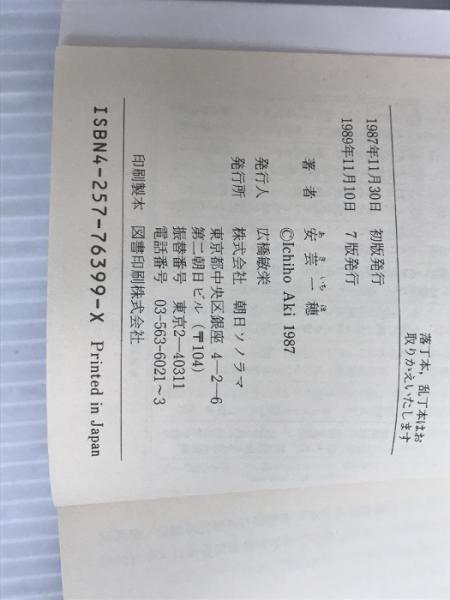 落丁本，乱丁本はお
取りかえいたします
1987年11月30日　初版発行
1989年11月10日　7版発行
あきいちほ
著　者　安芸一穂
©Ichiho Aki 1987
発行人　広橋敏栄
発行所　株式会社　朝日ソノラマ
東京都中央区銀座 4－2－6
第二朝日ビル（〒104）
振替番号　東京2－40311
電話番号　03-563-6021～3
印刷製本　図書印刷株式会社
ISBN4-257-76399-X Printed in Japan